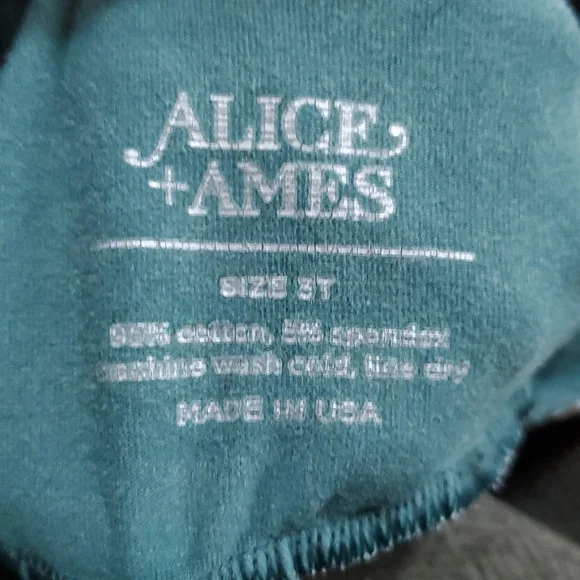 ALICE
+AMES
SIZE 3T
95% cotton, 5% spandex
machine wash cold, line dry
MADE IN USA